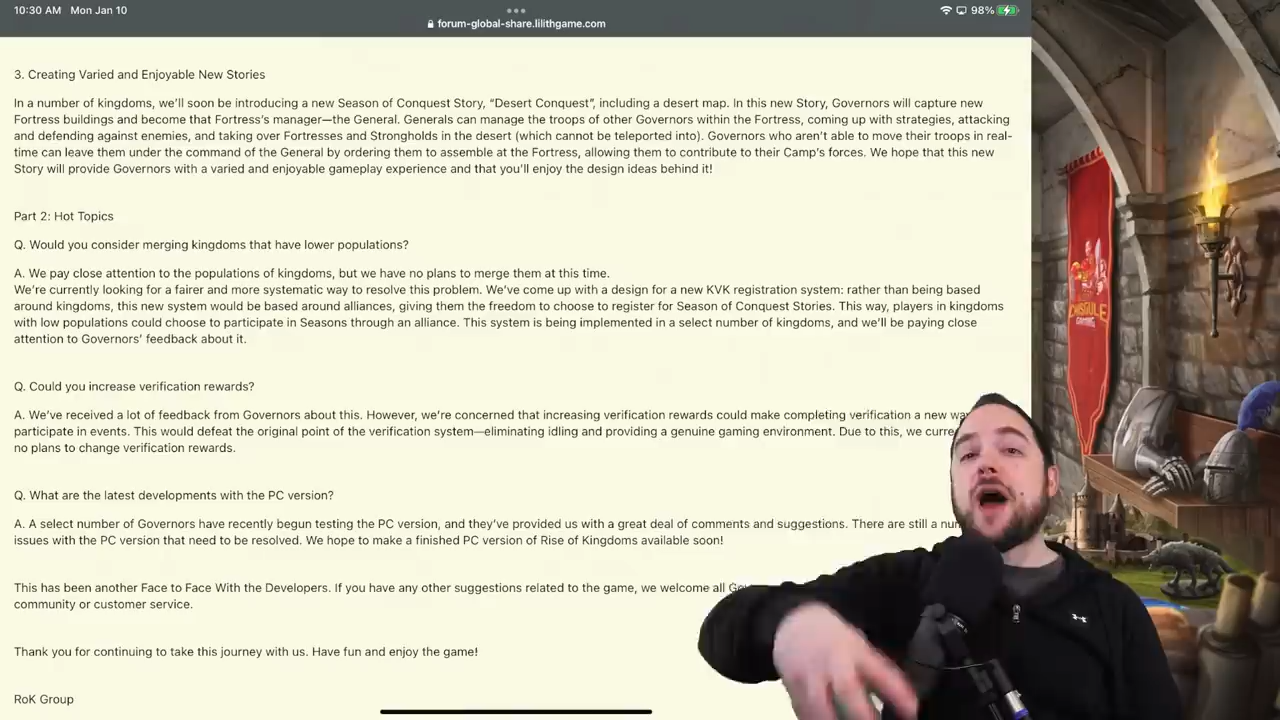 10:30 AM Mon Jan 10
98%
forum-global-share.lilithgame.com
3. Creating Varied and Enjoyable New Stories
In a number of kingdoms, we'll soon be introducing a new Season of Conquest Story, “Desert Conquest”, including a desert map. In this new Story, Governors will capture new
Fortress buildings and become that Fortress's manager—the General. Generals can manage the troops of other Governors within the Fortress, coming up with strategies, attacking
and defending against enemies, and taking over Fortresses and Strongholds in the desert (which cannot be teleported into). Governors who aren't able to move their troops in real-
time can leave them under the command of the General by ordering them to assemble at the Fortress, allowing them to contribute to their Camp's forces. We hope that this new
Story will provide Governors with a varied and enjoyable gameplay experience and that you'll enjoy the design ideas behind it!
Part 2: Hot Topics
Q. Would you consider merging kingdoms that have lower populations?
A. We pay close attention to the populations of kingdoms, but we have no plans to merge them at this time.
We're currently looking for a fairer and more systematic way to resolve this problem. We've come up with a design for a new KVK registration system: rather than being based
around kingdoms, this new system would be based around alliances, giving them the freedom to choose to register for Season of Conquest Stories. This way, players in kingdoms
with low populations could choose to participate in Seasons through an alliance. This system is being implemented in a select number of kingdoms, and we'll be paying close
attention to Governors' feedback about it.
Q. Could you increase verification rewards?
A. We've received a lot of feedback from Governors about this. However, we're concerned that increasing verification rewards could make completing verification a new
participate in events. This would defeat the original point of the verification system—eliminating idling and providing a genuine gaming environment. Due to this, we
no plans to change verification rewards.
Q. What are the latest developments with the PC version?
A. A select number of Governors have recently begun testing the PC version, and they've provided us with a great deal of comments and suggestions. There are still a
issues with the PC version that need to be resolved. We hope to make a finished PC version of Rise of Kingdoms available soon!
This has been another Face to Face With the Developers. If you have any other suggestions related to the game, we welcome all
community or customer service.
Thank you for continuing to take this journey with us. Have fun and enjoy the game!
RoK Group
GAMING